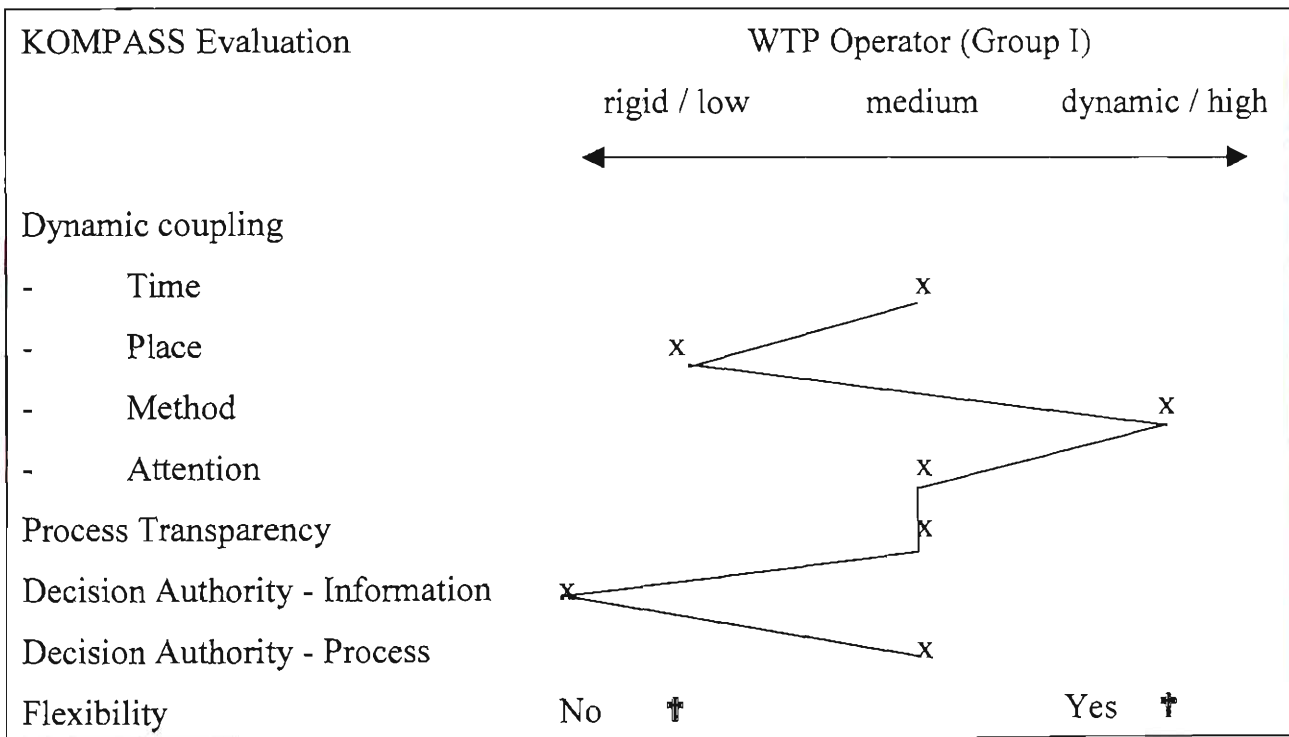 KOMPASS Evaluation WTP Operator (Group I)
rigid / low medium dynamic / high
Dynamic coupling
- Time x
- Place x
- Method x
- Attention x
Process Transparency x
Decision Authority - Information x
Decision Authority - Process x
Flexibility No ✝ Yes ✝